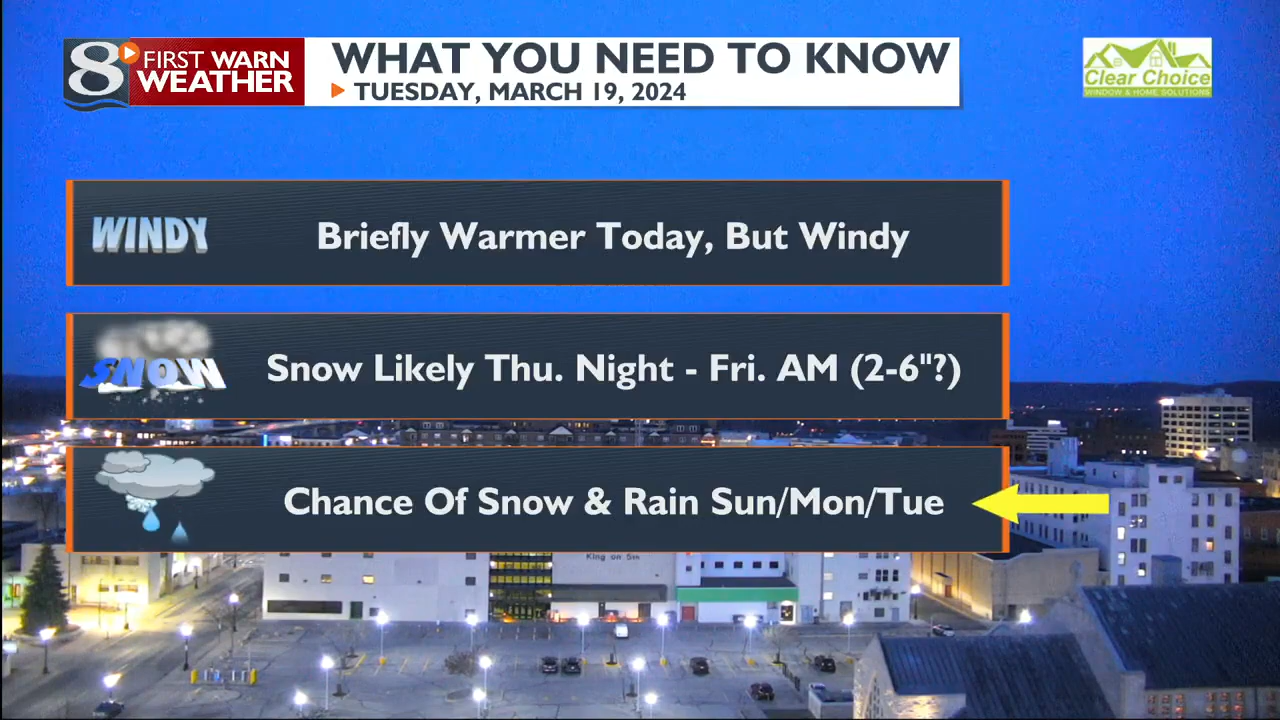 8 FIRST WARN
WEATHER
WHAT YOU NEED TO KNOW
TUESDAY, MARCH 19, 2024
Clear Choice
WINDOW & HOME SOLUTIONS
WINDY
Briefly Warmer Today, But Windy
SNOW
Snow Likely Thu. Night - Fri. AM (2-6"?)
Chance Of Snow & Rain Sun/Mon/Tue
King on 5th